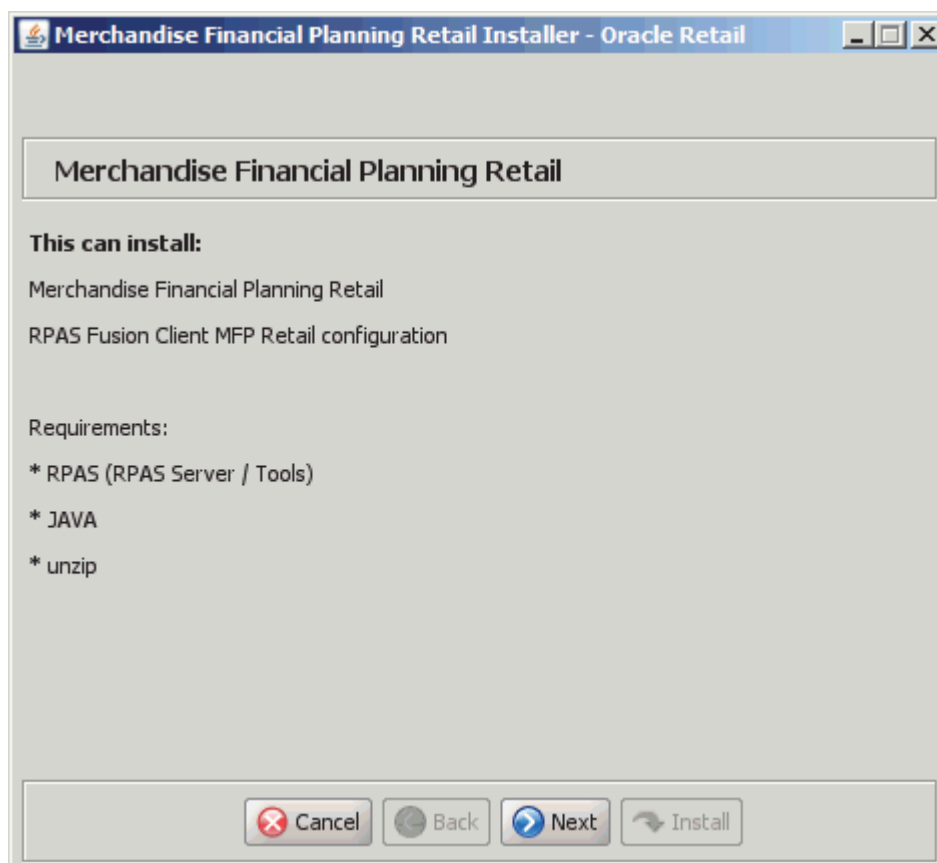 Merchandise Financial Planning Retail Installer - Oracle Retail
Merchandise Financial Planning Retail
This can install:
Merchandise Financial Planning Retail
RPAS Fusion Client MFP Retail configuration
Requirements:
* RPAS (RPAS Server / Tools)
* JAVA
* unzip
Cancel Back Next Install